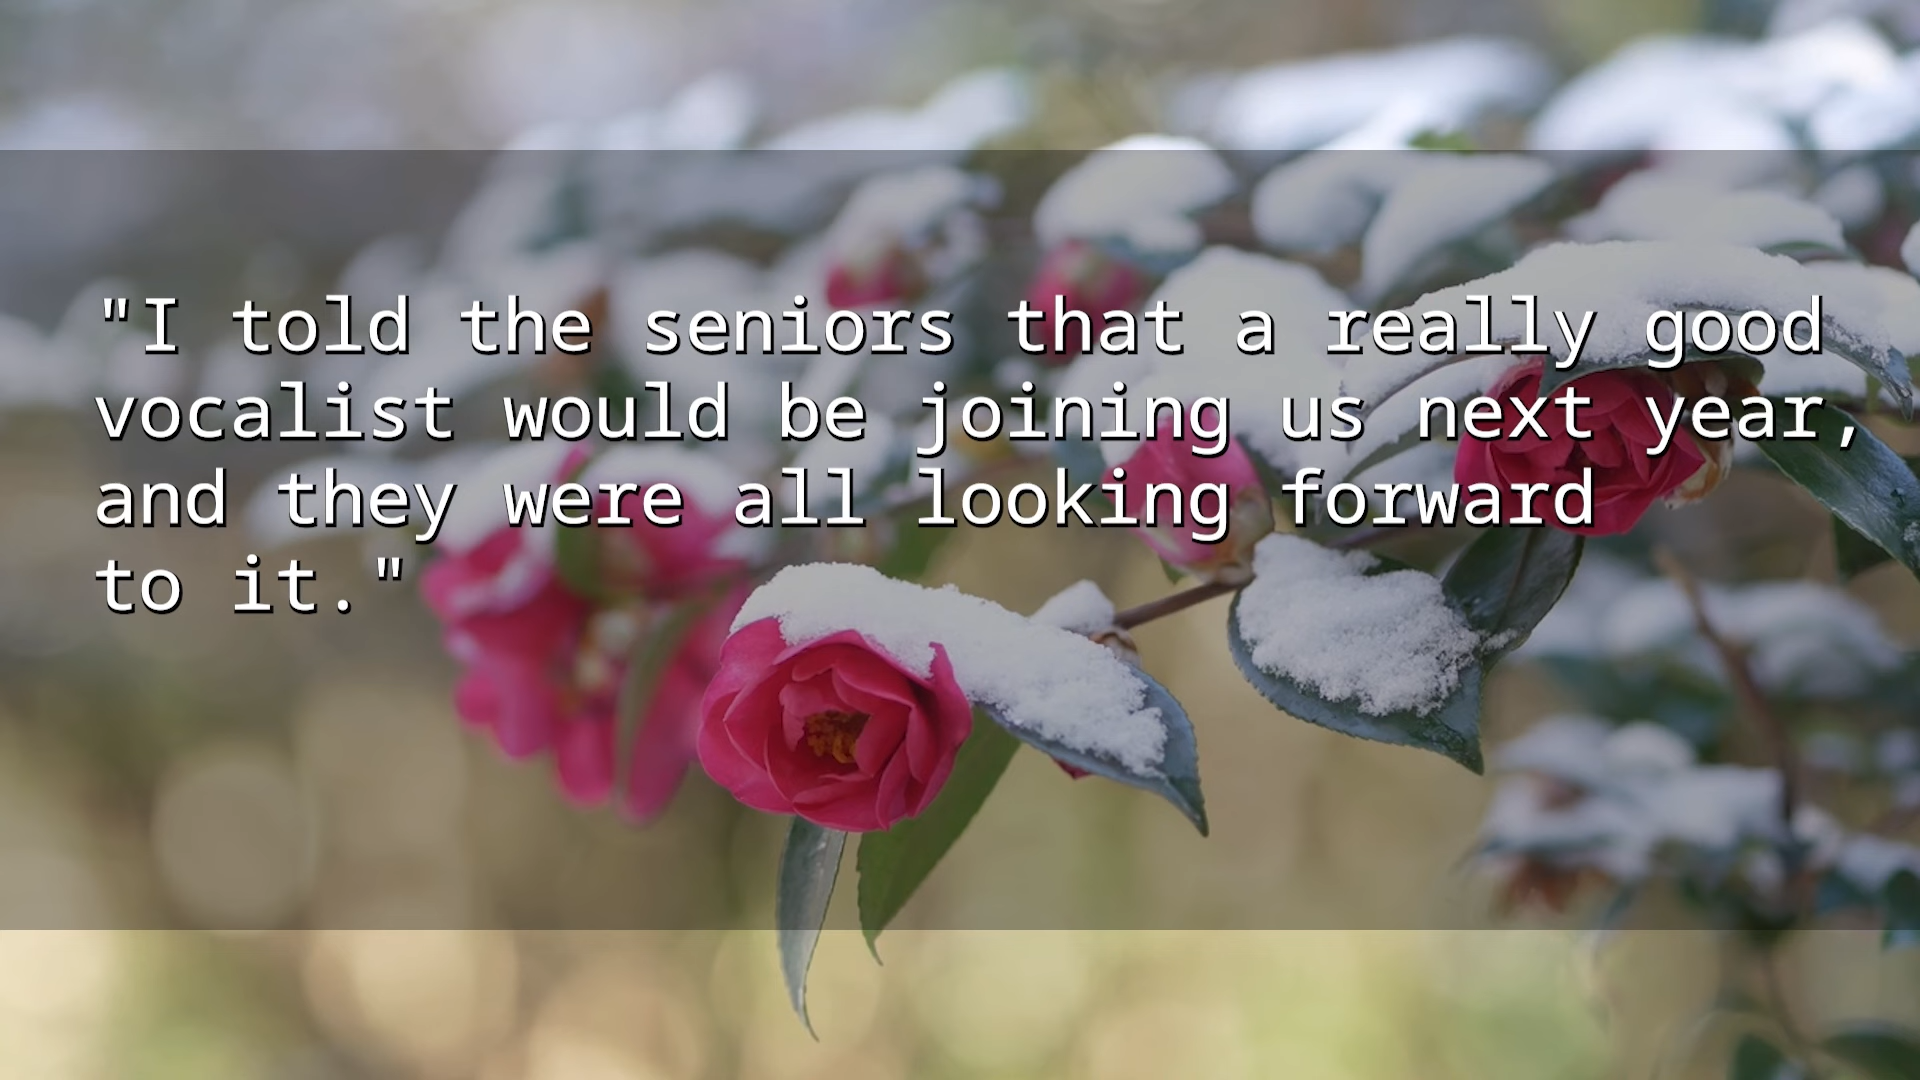 "I told the seniors that a really good
vocalist would be joining us next year,
and they were all looking forward
to it."